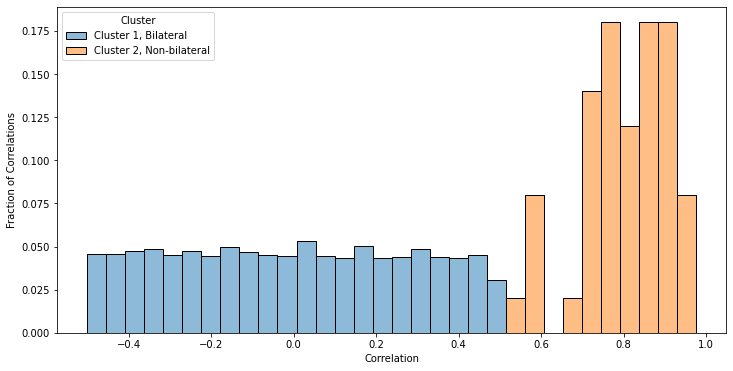 Cluster
Cluster 1, Bilateral
Cluster 2, Non-bilateral
Fraction of Correlations
0.175
0.150
0.125
0.100
0.075
0.050
0.025
0.000
−0.4 −0.2 0.0 0.2 0.4 0.6 0.8 1.0
Correlation